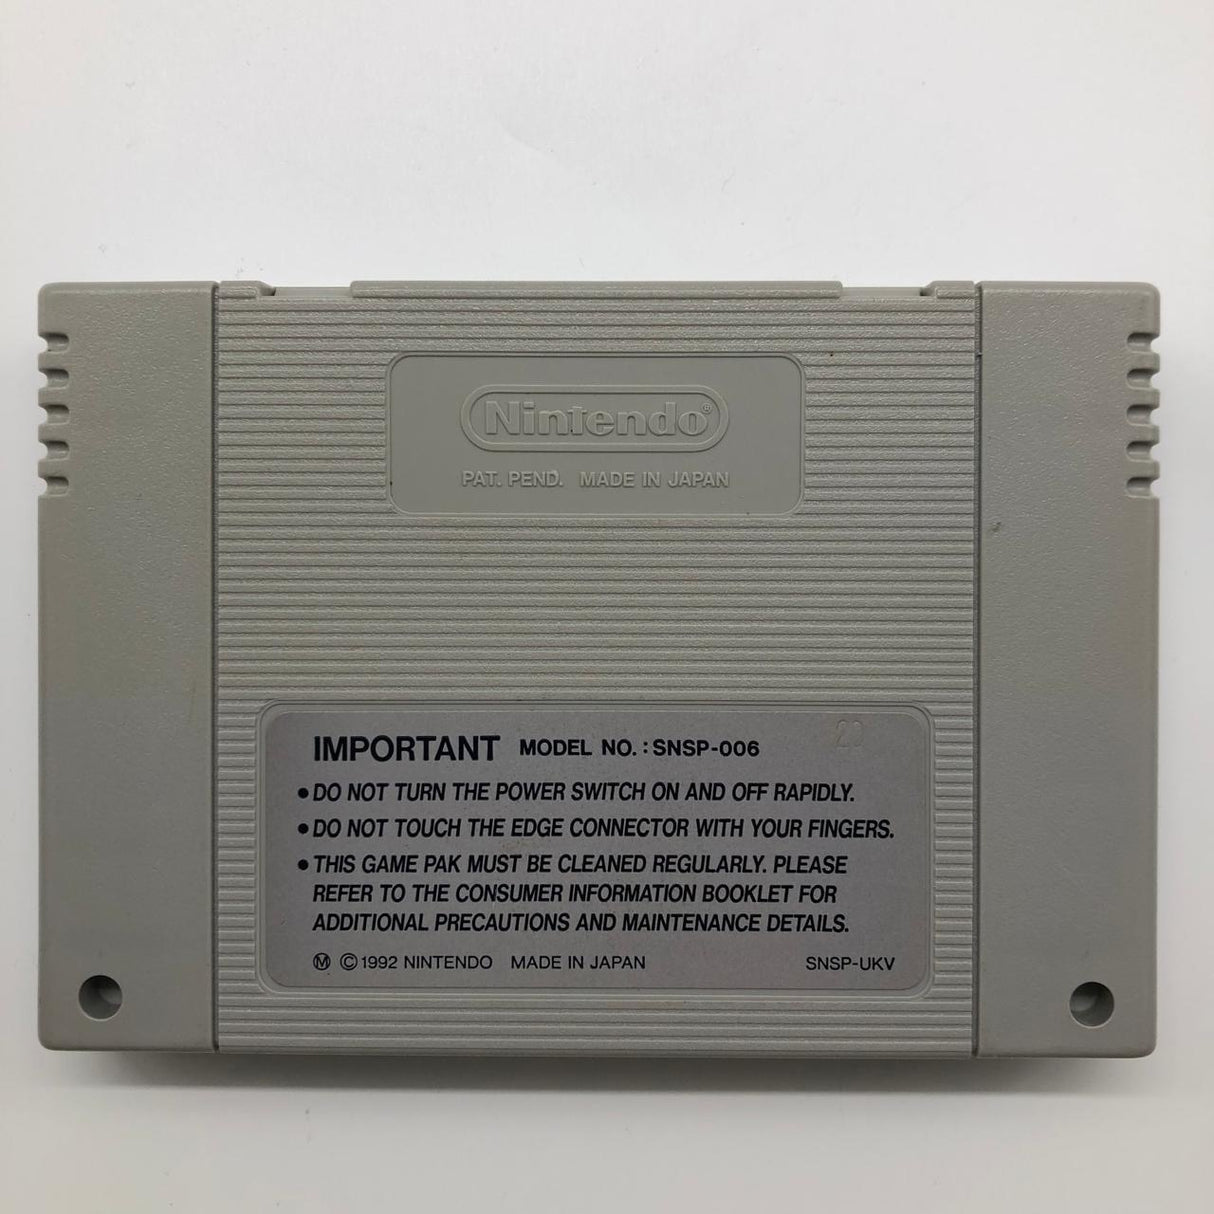 Nintendo®
PAT. PEND. MADE IN JAPAN
IMPORTANT MODEL NO.: SNSP-006 20
• DO NOT TURN THE POWER SWITCH ON AND OFF RAPIDLY.
• DO NOT TOUCH THE EDGE CONNECTOR WITH YOUR FINGERS.
• THIS GAME PAK MUST BE CLEANED REGULARLY. PLEASE
REFER TO THE CONSUMER INFORMATION BOOKLET FOR
ADDITIONAL PRECAUTIONS AND MAINTENANCE DETAILS.
Ⓜ ©1992 NINTENDO MADE IN JAPAN SNSP-UKV